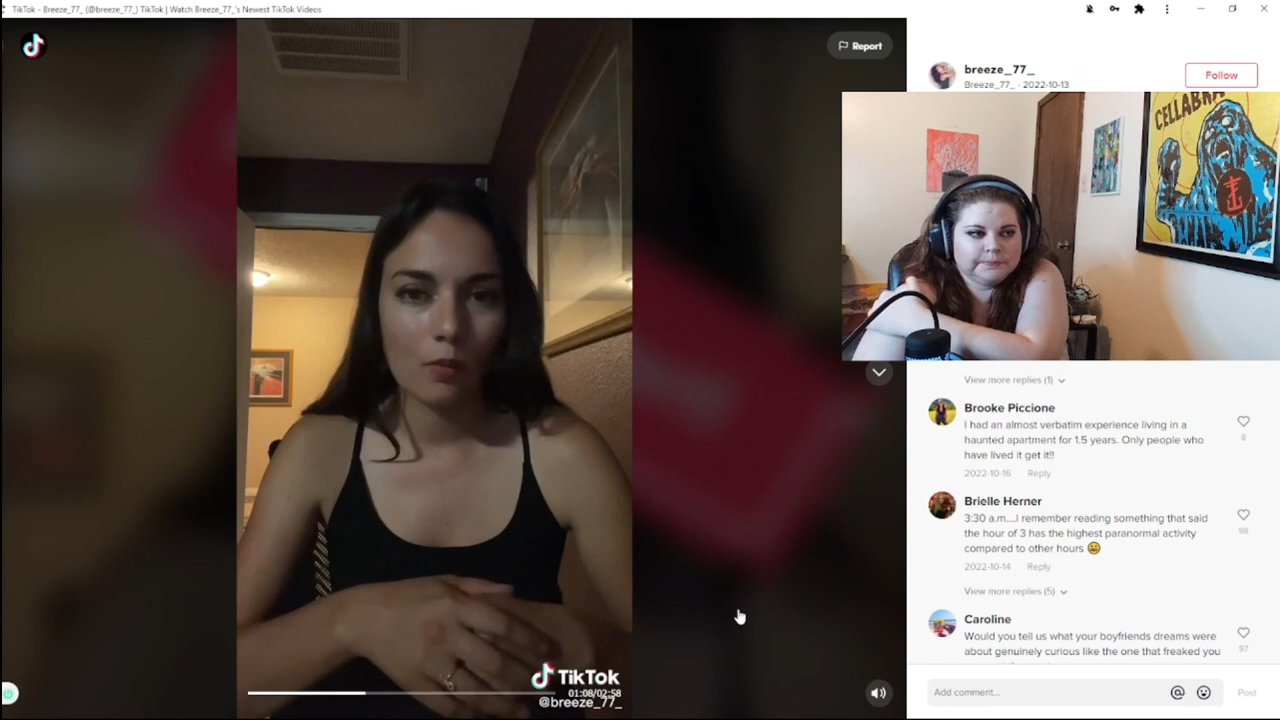 TikTok - Breeze_77_ (@breeze_77_) TikTok | Watch Breeze_77_'s Newest TikTok Videos
Report
breeze_77_
Breeze_77_ · 2022-10-13
Follow
CELLABRA
View more replies (1)
Brooke Piccione
I had an almost verbatim experience living in a
haunted apartment for 1.5 years. Only people who
have lived it get it!!
8
2022-10-16 Reply
Brielle Herner
3:30 a.m....I remember reading something that said
the hour of 3 has the highest paranormal activity
compared to other hours 😀
98
2022-10-14 Reply
View more replies (5)
Caroline
Would you tell us what your boyfriends dreams were
about genuinely curious like the one that freaked you
97
TikTok
01:08/02:58
@breeze_77_
Add comment...
Post